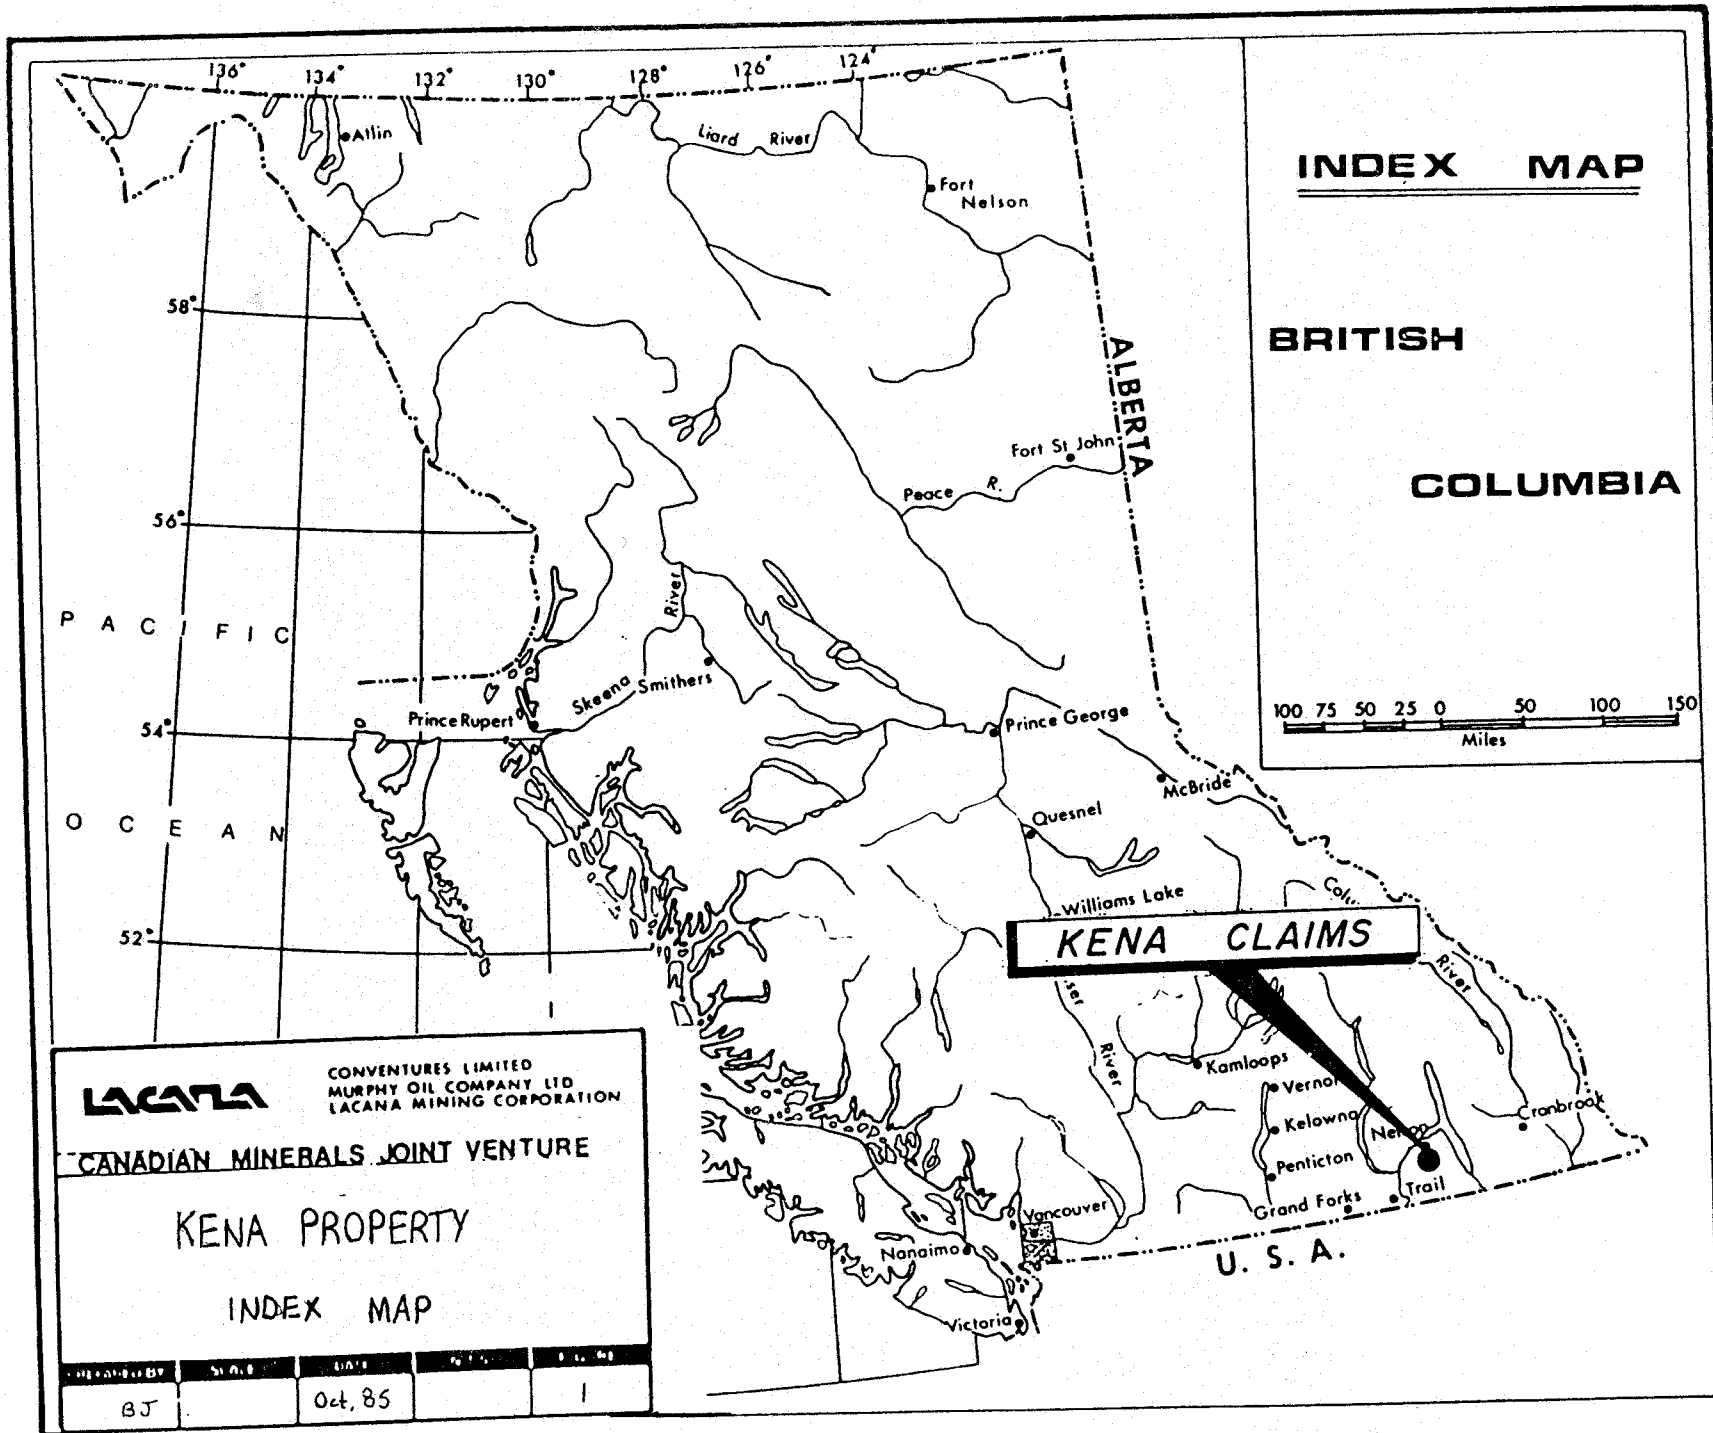 136° 134° 132° 130° 128° 126° 124°
Atlin
Liard River
Fort
Nelson
INDEX MAP
58°
BRITISH
ALBERTA
Fort St John
COLUMBIA
Peace R.
56°
PACIFIC
River
Skeena
Smithers
Prince Rupert
54°
Prince George
100 75 50 25 0 50 100 150
Miles
McBride
Quesnel
OCEAN
Williams Lake
52°
KENA CLAIMS
River
River
Kamloops
Vernon
Kelowna
Cranbrook
Penticton
Trail
Grand Forks
Vancouver
Nanaimo
U. S. A.
Victoria
LACANA
CONVENTURES LIMITED
MURPHY OIL COMPANY LTD
LACANA MINING CORPORATION
CANADIAN MINERALS JOINT VENTURE
KENA PROPERTY
INDEX MAP
BJ Oct, 85 1